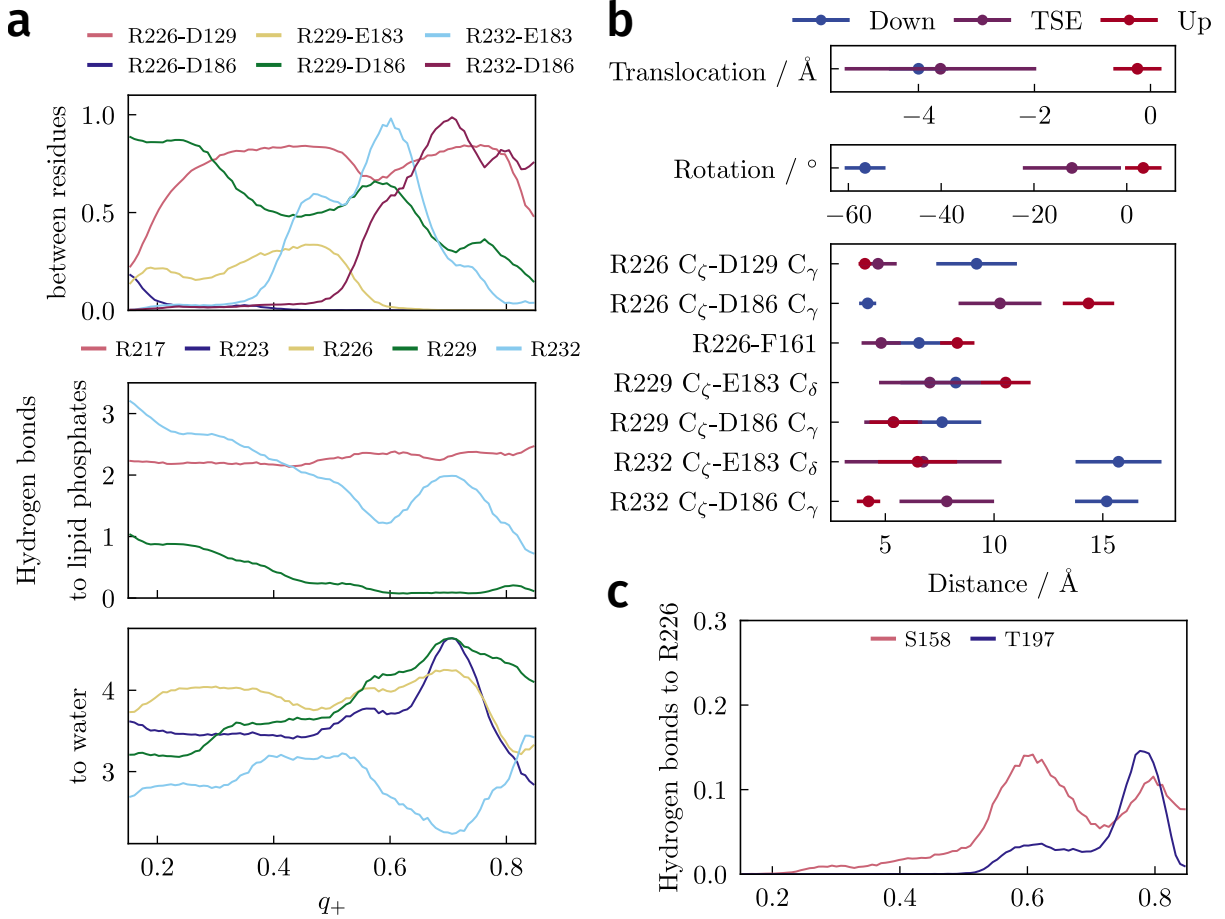 a
R226-D129 R229-E183 R232-E183
R226-D186 R229-D186 R232-D186
1.0
0.5
0.0
between residues
R217 R223 R226 R229 R232
3
2
1
0
Hydrogen bonds
to lipid phosphates
4
3
to water
0.2 0.4 0.6 0.8
q₊
b
Down TSE Up
Translocation / Å
−4 −2 0
Rotation / °
−60 −40 −20 0
R226 Cζ-D129 Cγ
R226 Cζ-D186 Cγ
R226-F161
R229 Cζ-E183 Cδ
R229 Cζ-D186 Cγ
R232 Cζ-E183 Cδ
R232 Cζ-D186 Cγ
5 10 15
Distance / Å
c
S158 T197
0.3
0.2
0.1
0.0
Hydrogen bonds to R226
0.2 0.4 0.6 0.8